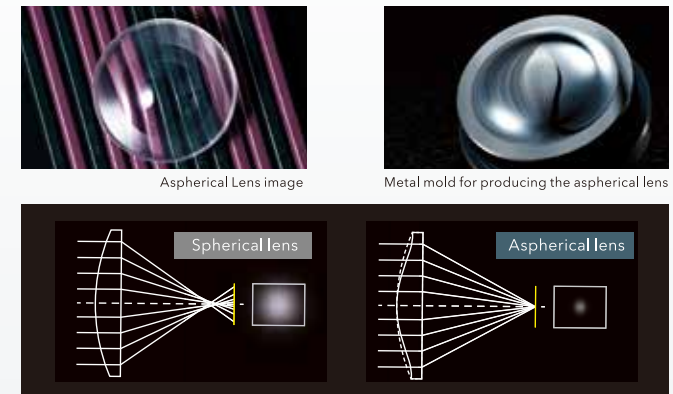 Aspherical Lens image
Metal mold for producing the aspherical lens
Spherical lens
Aspherical lens